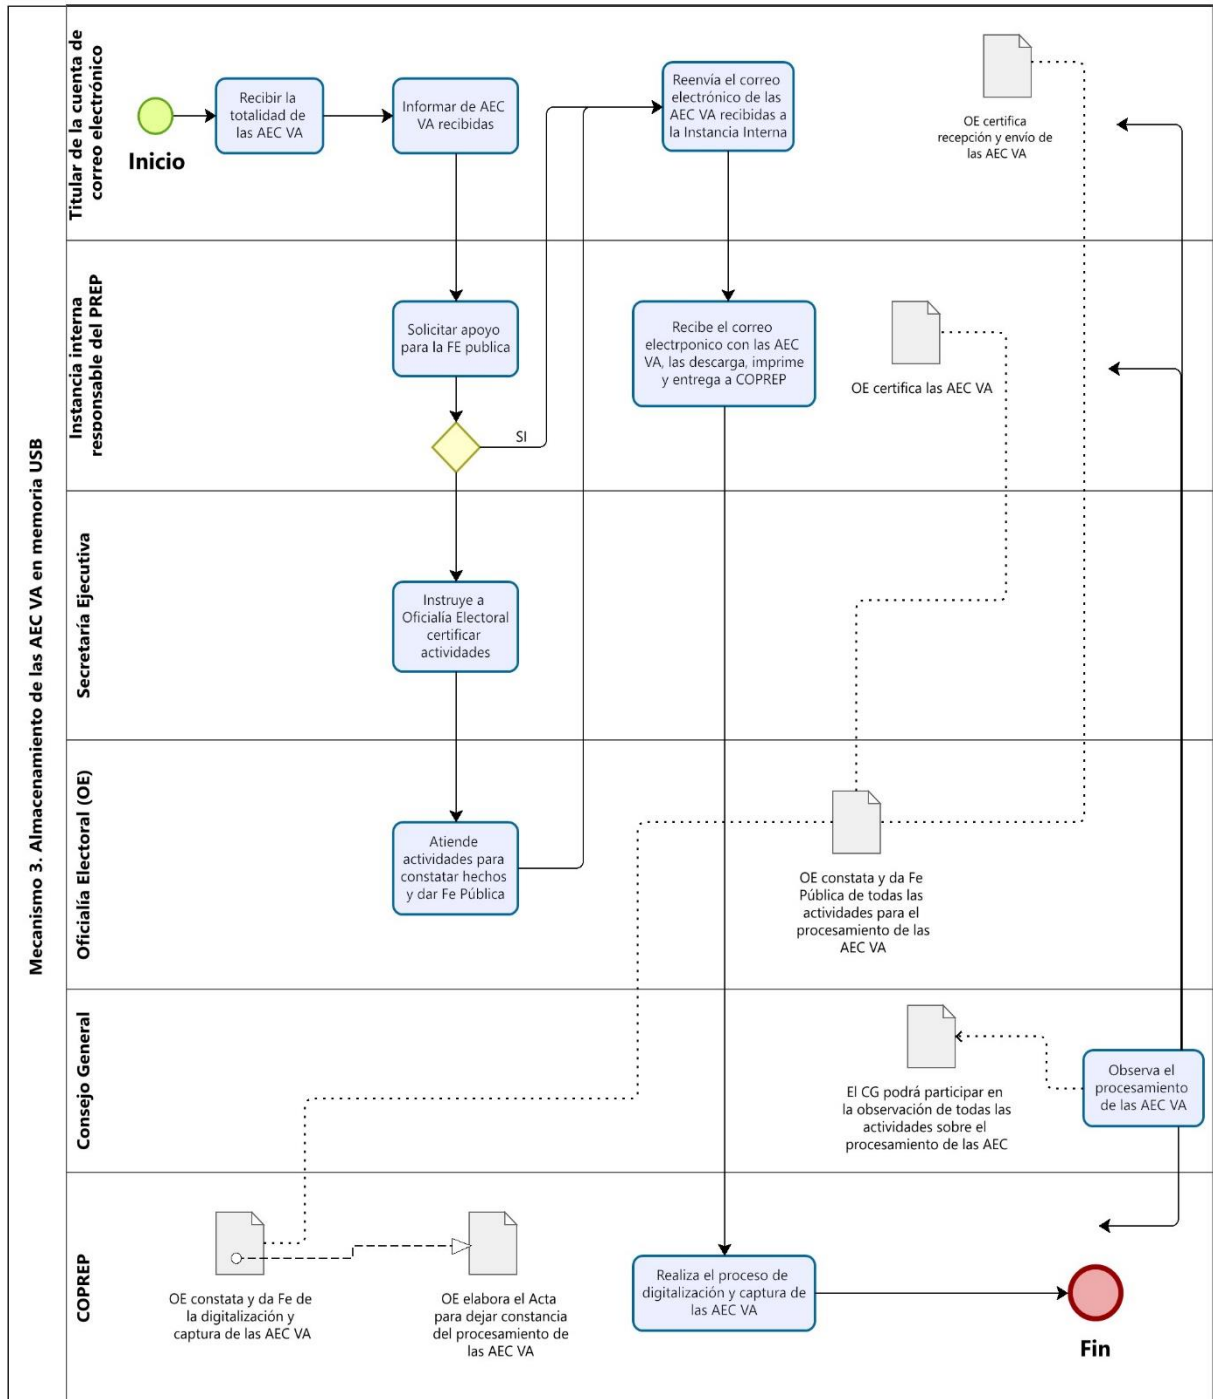 Mecanismo 3. Almacenamiento de las AEC VA en memoria USB
Titular de la cuenta de
correo electrónico
Inicio
Recibir la
totalidad de
las AEC VA
Informar de AEC
VA recibidas
Reenvía el correo
electrónico de las
AEC VA recibidas a
la Instancia Interna
OE certifica
recepción y envío de
las AEC VA
Instancia interna
responsable del PREP
Solicitar apoyo
para la FE publica
SI
Recibe el correo
electrponico con las AEC
VA, las descarga, imprime
y entrega a COPREP
OE certifica las AEC VA
Secretaría Ejecutiva
Instruye a
Oficialía Electoral
certificar
actividades
Oficialía Electoral (OE)
Atiende
actividades para
constatar hechos
y dar Fe Pública
OE constata y da Fe
Pública de todas las
actividades para el
procesamiento de las
AEC VA
Consejo General
El CG podrá participar en
la observación de todas las
actividades sobre el
procesamiento de las AEC
Observa el
procesamiento
de las AEC VA
COPREP
OE constata y da Fe de
la digitalización y
captura de las AEC VA
OE elabora el Acta
para dejar constancia
del procesamiento de
las AEC VA
Realiza el proceso de
digitalización y captura de
las AEC VA
Fin